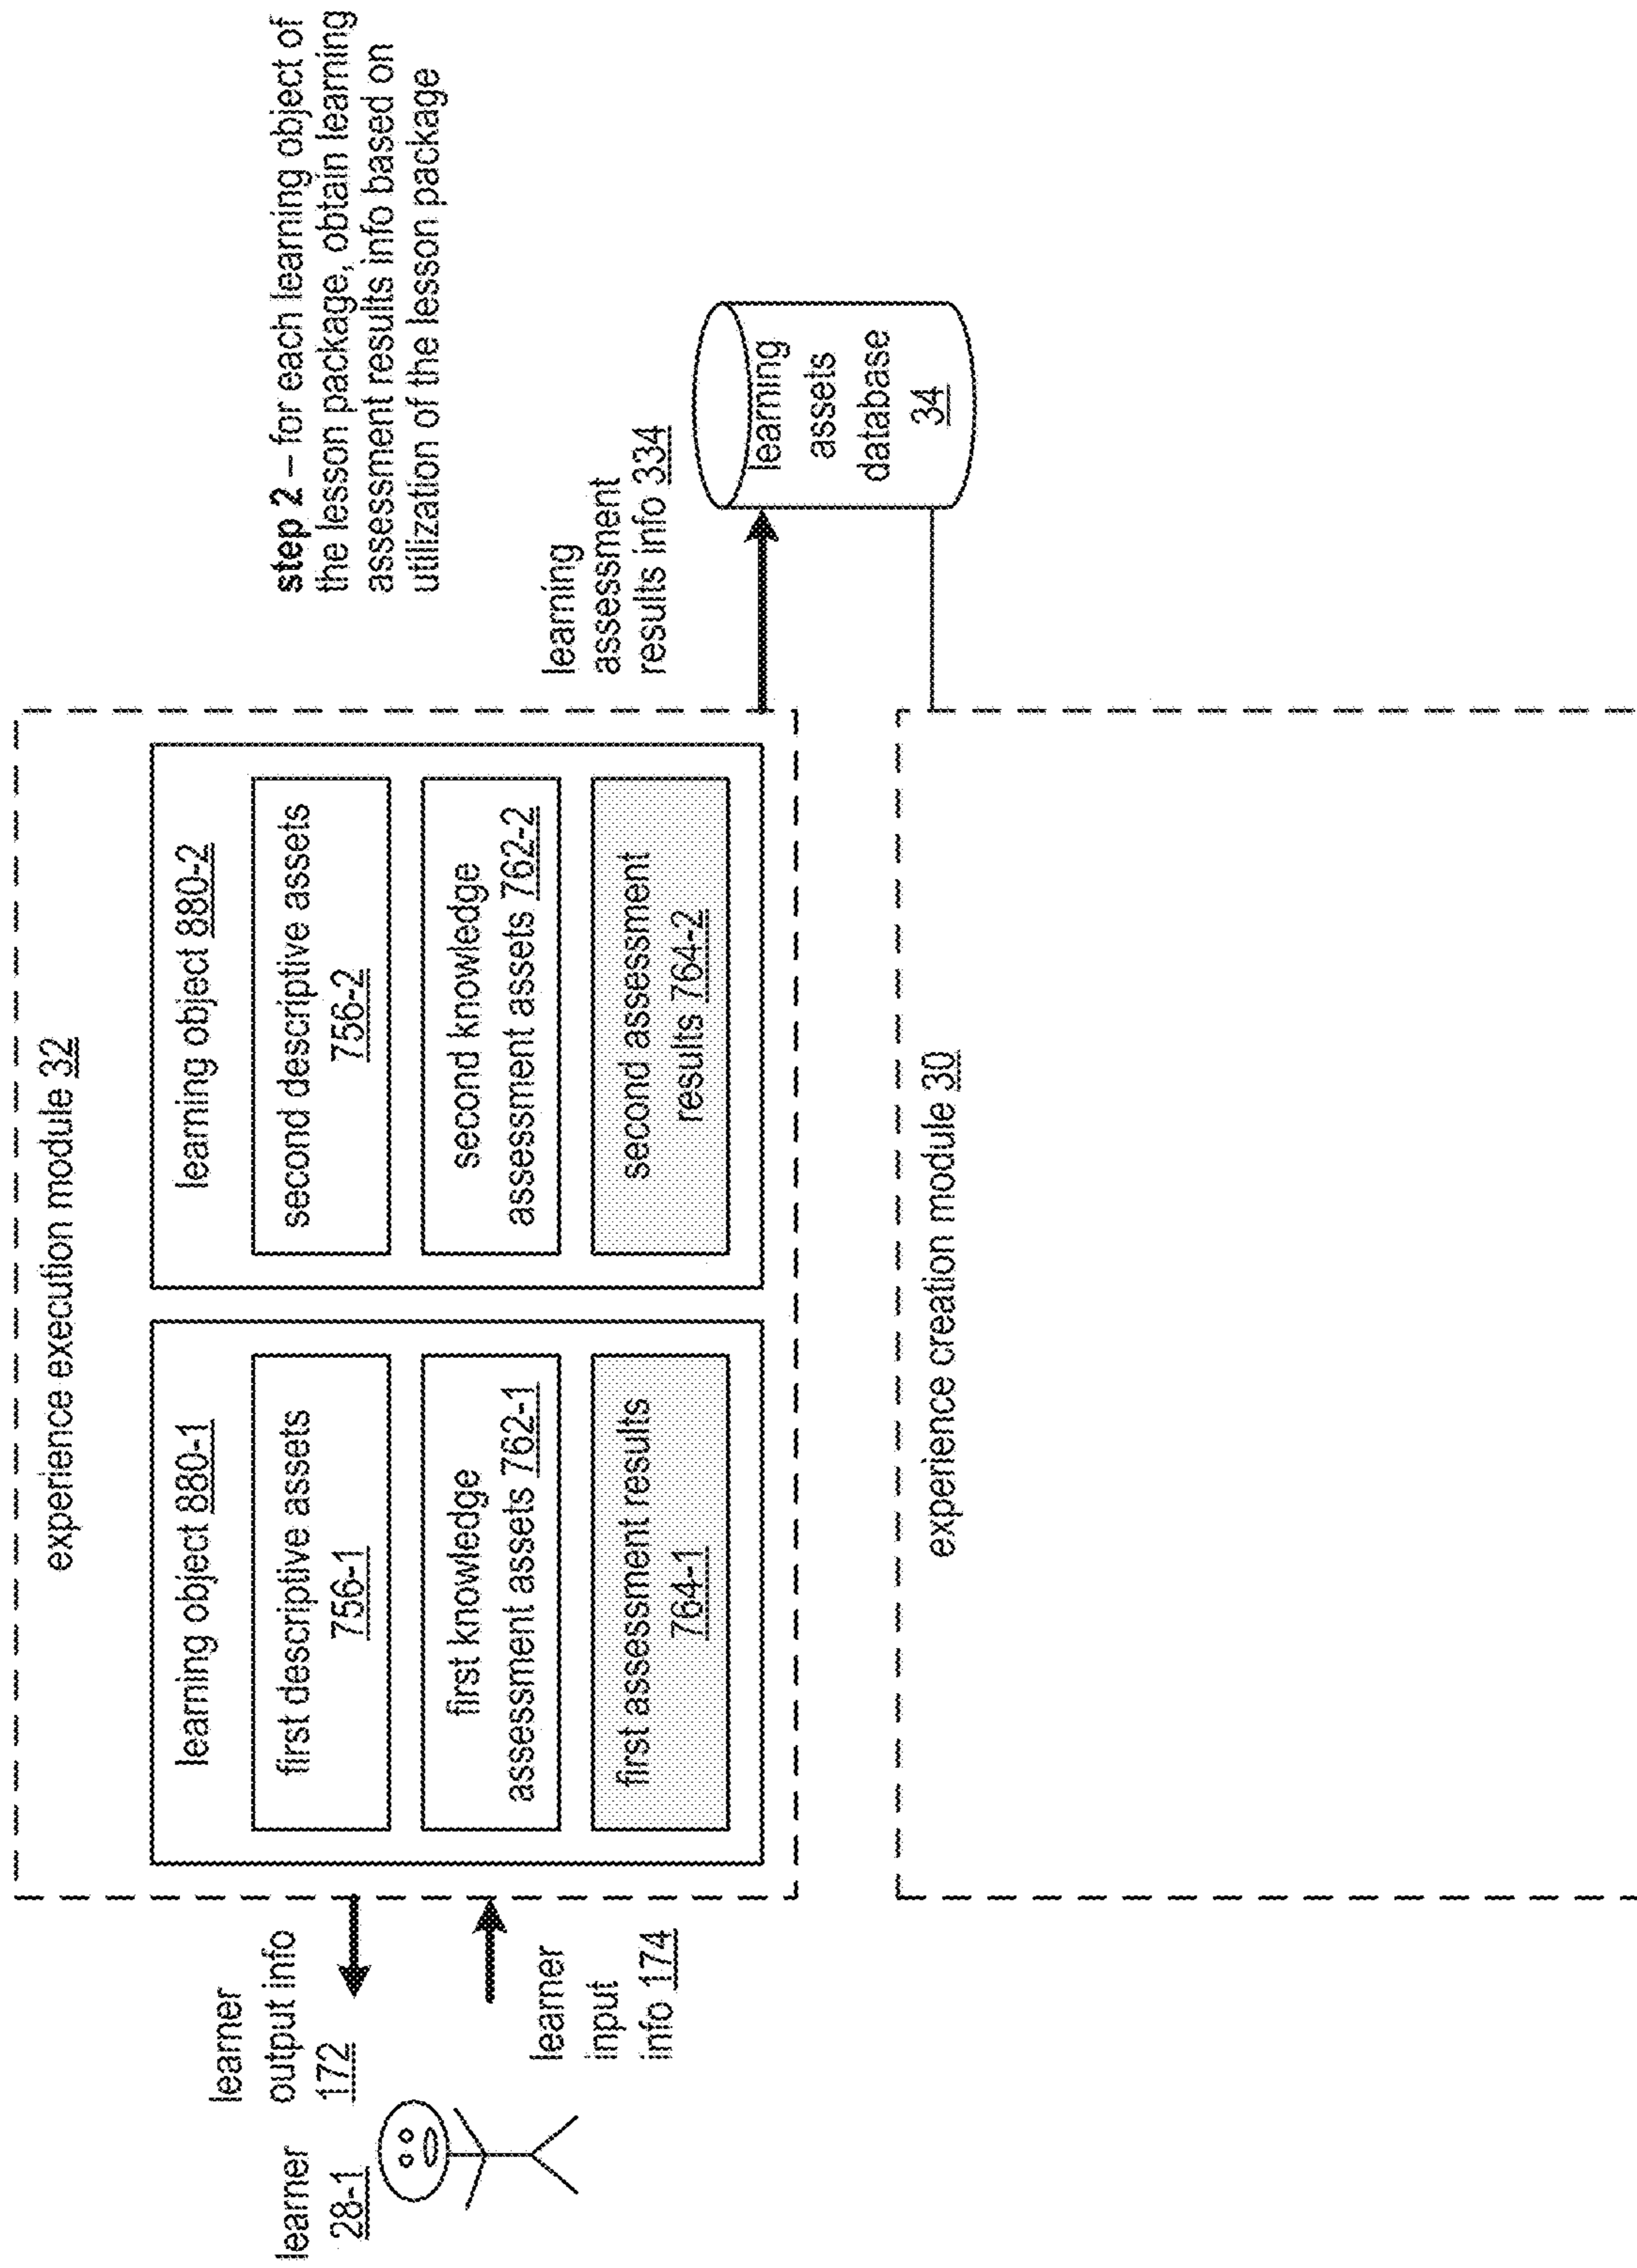 learner
28-1
learner
output info
172
learner
input
info 174
experience execution module 32
learning object 880-1
first descriptive assets
756-1
first knowledge
assessment assets 762-1
first assessment results
764-1
learning object 880-2
second descriptive assets
756-2
second knowledge
assessment assets 762-2
second assessment
results 764-2
step 2 – for each learning object of
the lesson package, obtain learning
assessment results info based on
utilization of the lesson package
learning
assessment
results info 334
learning
assets
database
34
experience creation module 30